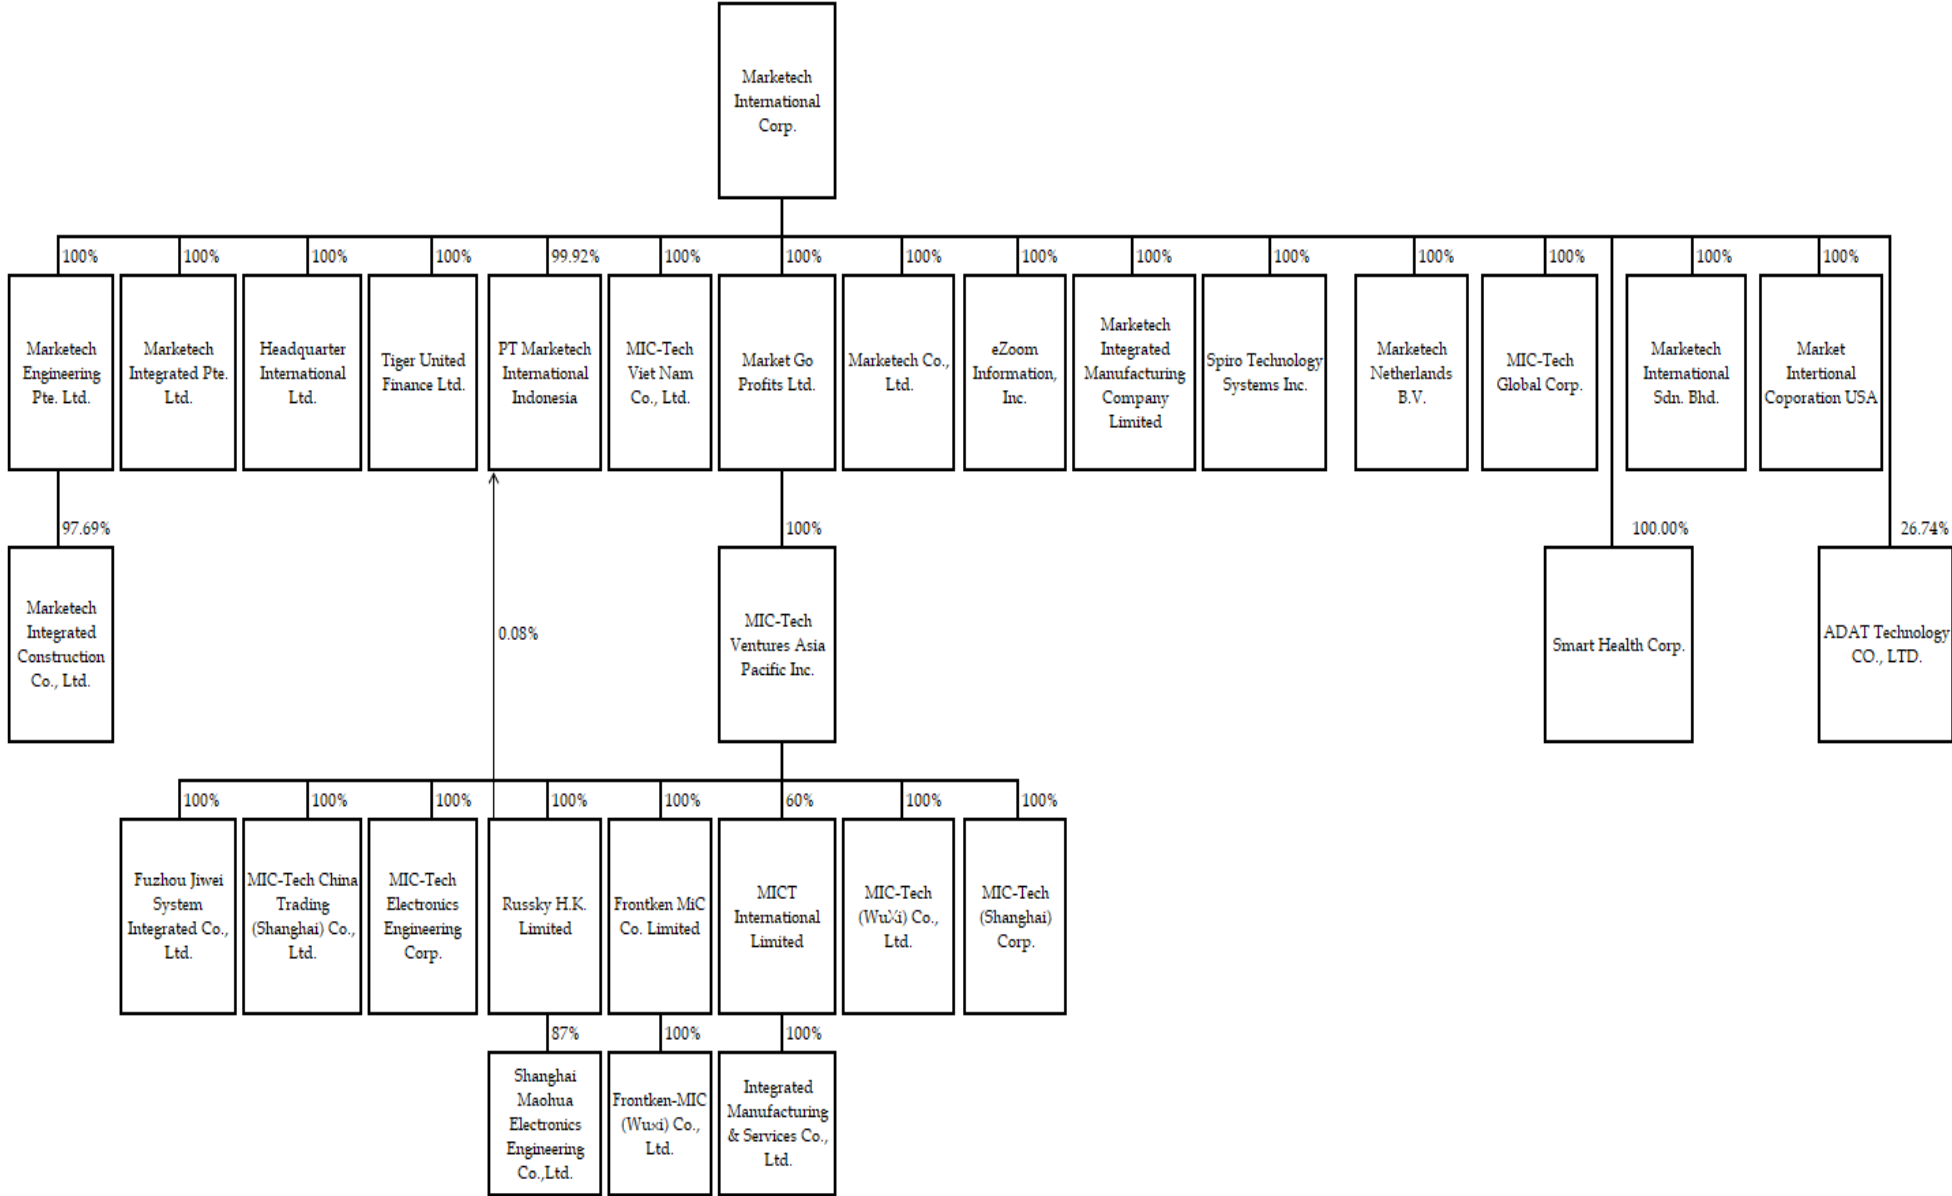 Marketech
International
Corp.
100%
100%
100%
100%
99.92%
100%
100%
100%
100%
100%
100%
100%
100%
100%
100%
Marketech
Engineering
Pte. Ltd.
Marketech
Integrated Pte.
Ltd.
Headquarter
International
Ltd.
Tiger United
Finance Ltd.
PT Marketech
International
Indonesia
MIC-Tech
Viet Nam
Co., Ltd.
Market Go
Profits Ltd.
Marketech Co.,
Ltd.
eZoom
Information,
Inc.
Marketech
Integrated
Manufacturing
Company
Limited
Spiro Technology
Systems Inc.
Marketech
Netherlands
B.V.
MIC-Tech
Global Corp.
Marketech
International
Sdn. Bhd.
Market
Intertional
Coporation USA
97.69%
100%
100.00%
26.74%
Marketech
Integrated
Construction
Co., Ltd.
0.08%
MIC-Tech
Ventures Asia
Pacific Inc.
Smart Health Corp.
ADAT Technology
CO., LTD.
100%
100%
100%
100%
100%
60%
100%
100%
Fuzhou Jiwei
System
Integrated Co.,
Ltd.
MIC-Tech China
Trading
(Shanghai) Co.,
Ltd.
MIC-Tech
Electronics
Engineering
Corp.
Russky H.K.
Limited
Frontken MiC
Co. Limited
MICT
International
Limited
MIC-Tech
(WuXi) Co.,
Ltd.
MIC-Tech
(Shanghai)
Corp.
87%
100%
100%
Shanghai
Maohua
Electronics
Engineering
Co.,Ltd.
Frontken-MIC
(Wuxi) Co.,
Ltd.
Integrated
Manufacturing
& Services Co.,
Ltd.